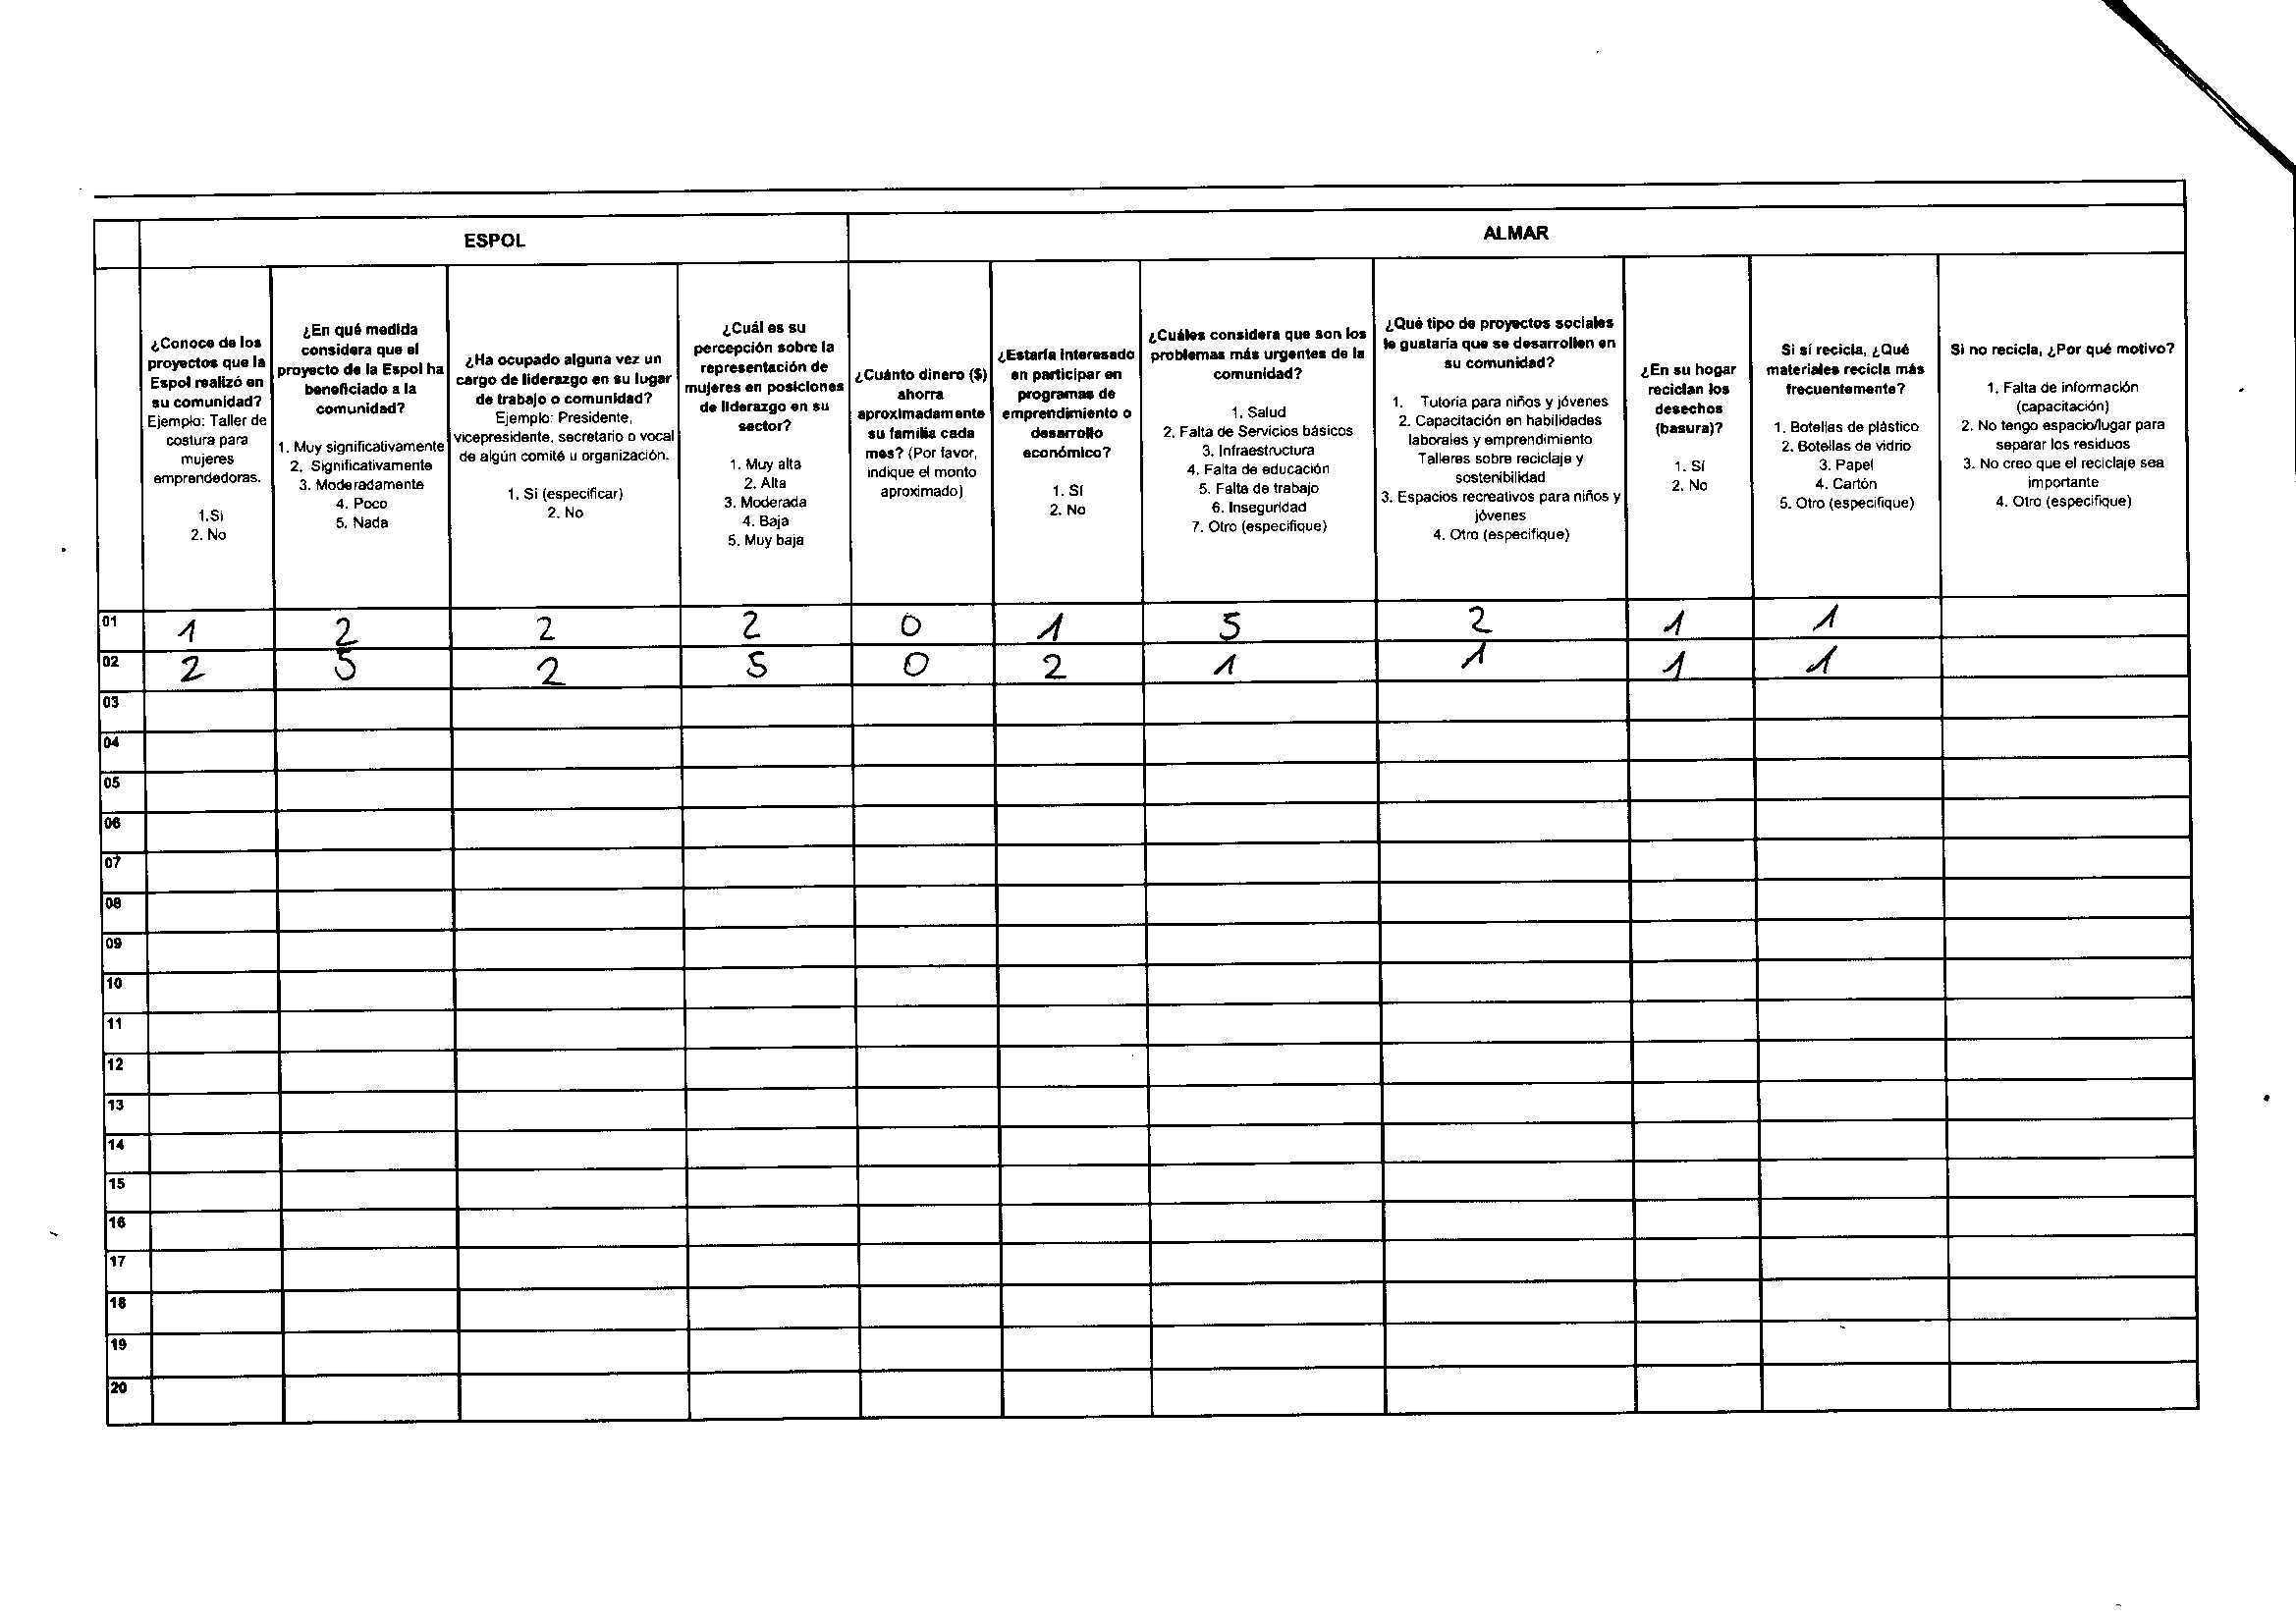 ESPOL
ALMAR
¿Conoce de los
proyectos que la
Espol realizó en
su comunidad?
Ejemplo: Taller de
costura para
mujeres
emprendedoras.
1.Si
2. No
¿En qué medida
considera que el
proyecto de la Espol ha
beneficiado a la
comunidad?
1. Muy significativamente
2. Significativamente
3. Moderadamente
4. Poco
5. Nada
¿Ha ocupado alguna vez un
cargo de liderazgo en su lugar
de trabajo o comunidad?
Ejemplo: Presidente,
vicepresidente, secretario o vocal
de algún comité u organización.
1. Si (especificar)
2. No
¿Cuál es su
percepción sobre la
representación de
mujeres en posiciones
de liderazgo en su
sector?
1. Muy alta
2. Alta
3. Moderada
4. Baja
5. Muy baja
¿Cuánto dinero ($)
ahorra
aproximadamente
su familia cada
mes? (Por favor,
indique el monto
aproximado)
¿Estaría interesado
en participar en
programas de
emprendimiento o
desarrollo
económico?
1. Sí
2. No
¿Cuáles considera que son los
problemas más urgentes de la
comunidad?
1. Salud
2. Falta de Servicios básicos
3. Infraestructura
4. Falta de educación
5. Falta de trabajo
6. Inseguridad
7. Otro (especifique)
¿Qué tipo de proyectos sociales
le gustaría que se desarrollen en
su comunidad?
1. Tutoría para niños y jóvenes
2. Capacitación en habilidades
laborales y emprendimiento
Talleres sobre reciclaje y
sostenibilidad
3. Espacios recreativos para niños y
jóvenes
4. Otro (especifique)
¿En su hogar
reciclan los
desechos
(basura)?
1. Sí
2. No
Si sí recicla, ¿Qué
materiales recicla más
frecuentemente?
1. Botellas de plástico
2. Botellas de vidrio
3. Papel
4. Cartón
5. Otro (especifique)
Si no recicla, ¿Por qué motivo?
1. Falta de información
(capacitación)
2. No tengo espacio/lugar para
separar los residuos
3. No creo que el reciclaje sea
importante
4. Otro (especifique)
01 1 2 2 2 0 1 5 2 1 1
02 2 5 2 5 0 2 1 1 1 1
03
04
05
06
07
08
09
10
11
12
13
14
15
16
17
18
19
20